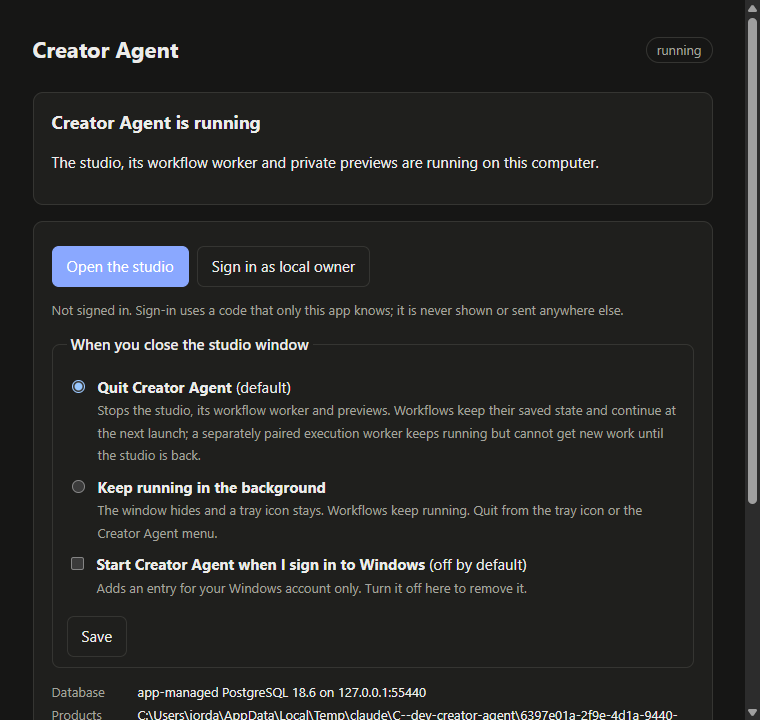 Creator Agent
running
Creator Agent is running
The studio, its workflow worker and private previews are running on this computer.
Open the studio
Sign in as local owner
Not signed in. Sign-in uses a code that only this app knows; it is never shown or sent anywhere else.
When you close the studio window
Quit Creator Agent (default)
Stops the studio, its workflow worker and previews. Workflows keep their saved state and continue at
the next launch; a separately paired execution worker keeps running but cannot get new work until
the studio is back.
Keep running in the background
The window hides and a tray icon stays. Workflows keep running. Quit from the tray icon or the
Creator Agent menu.
Start Creator Agent when I sign in to Windows (off by default)
Adds an entry for your Windows account only. Turn it off here to remove it.
Save
Database app-managed PostgreSQL 18.6 on 127.0.0.1:55440
Products C:\Users\jorda\AppData\Local\Temp\claude\C--dev-creator-agent\6397e01a-2f9e-4d1a-9440-